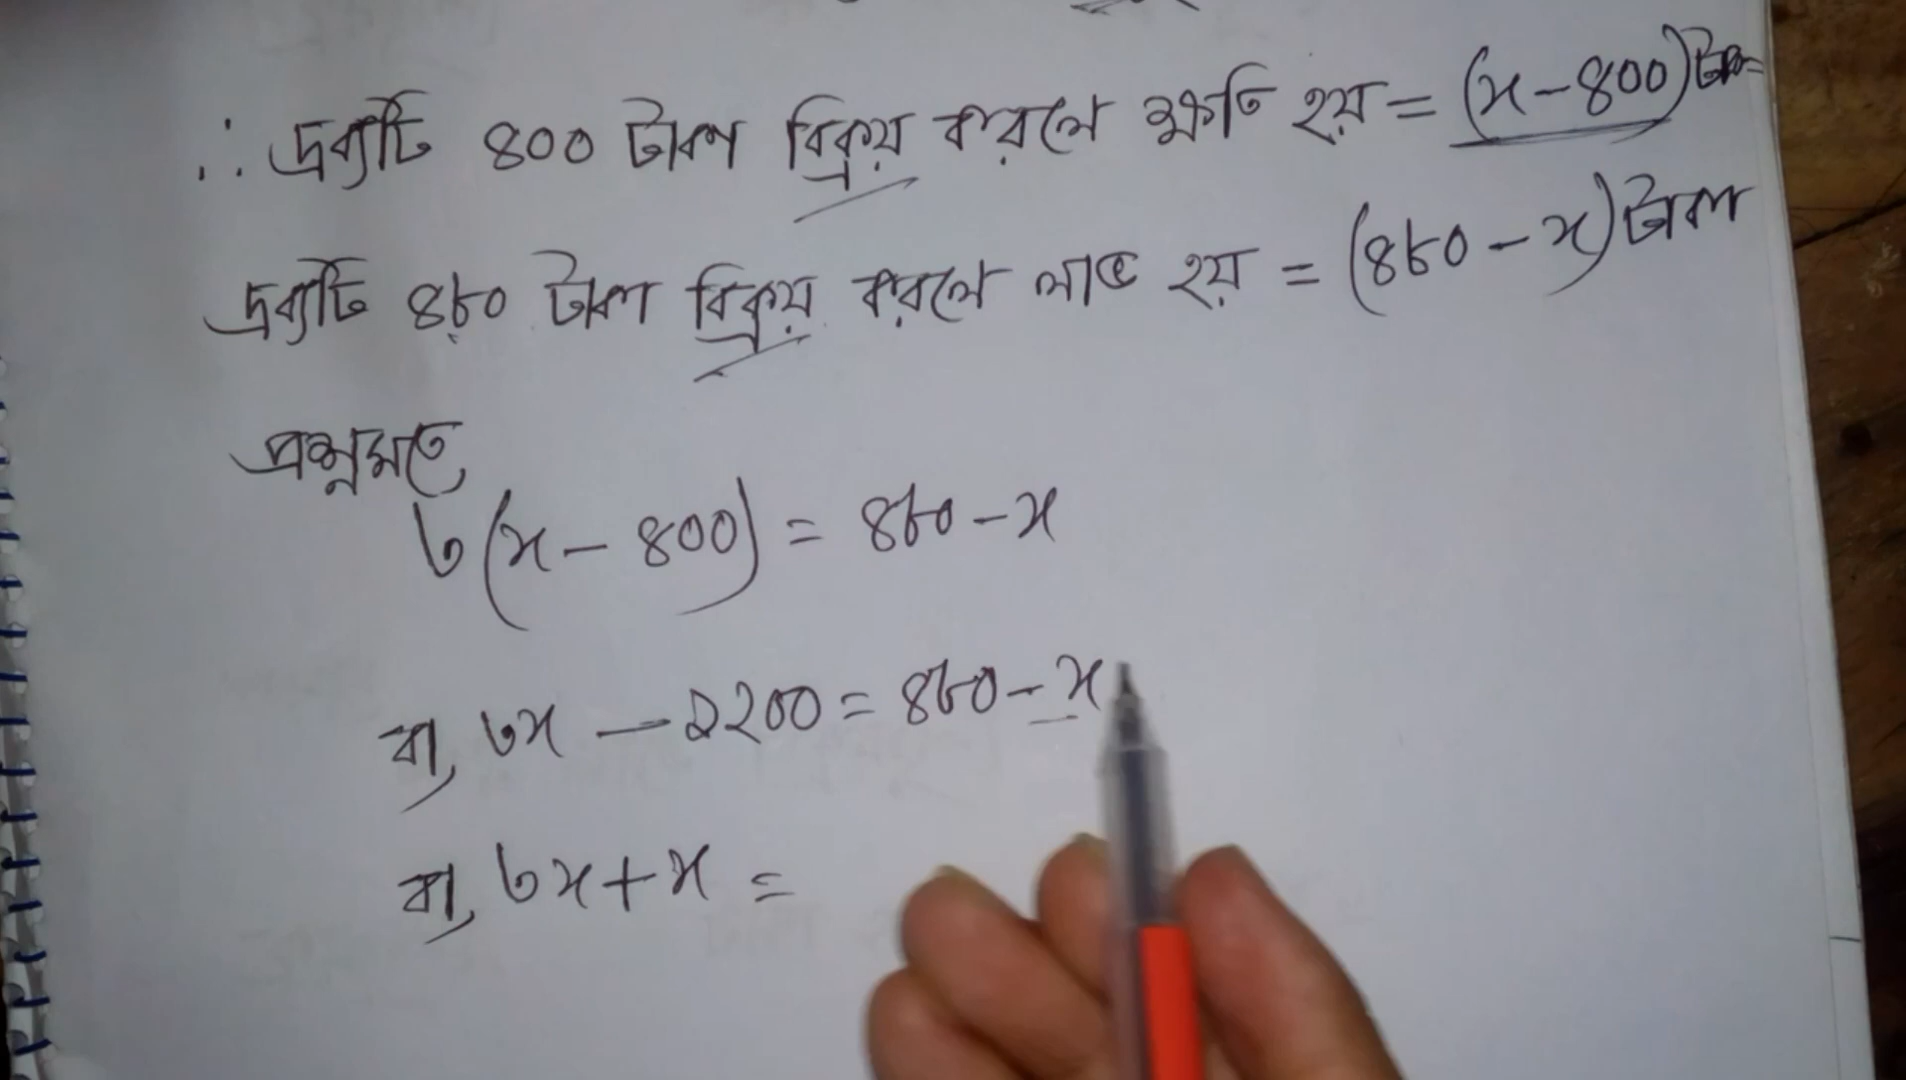 ∴ দ্রব্যটি ৪০০ টাকা বিক্রয় করলে ক্ষতি হয় = (x – ৪০০) টাকা
দ্রব্যটি ৪৮০ টাকা বিক্রয় করলে লাভ হয় = (৪৮০ – x) টাকা
প্রশ্নমতে,
৩(x – ৪০০) = ৪৮০ – x
বা, ৩x – ১২০০ = ৪৮০ – x
বা, ৩x + x =